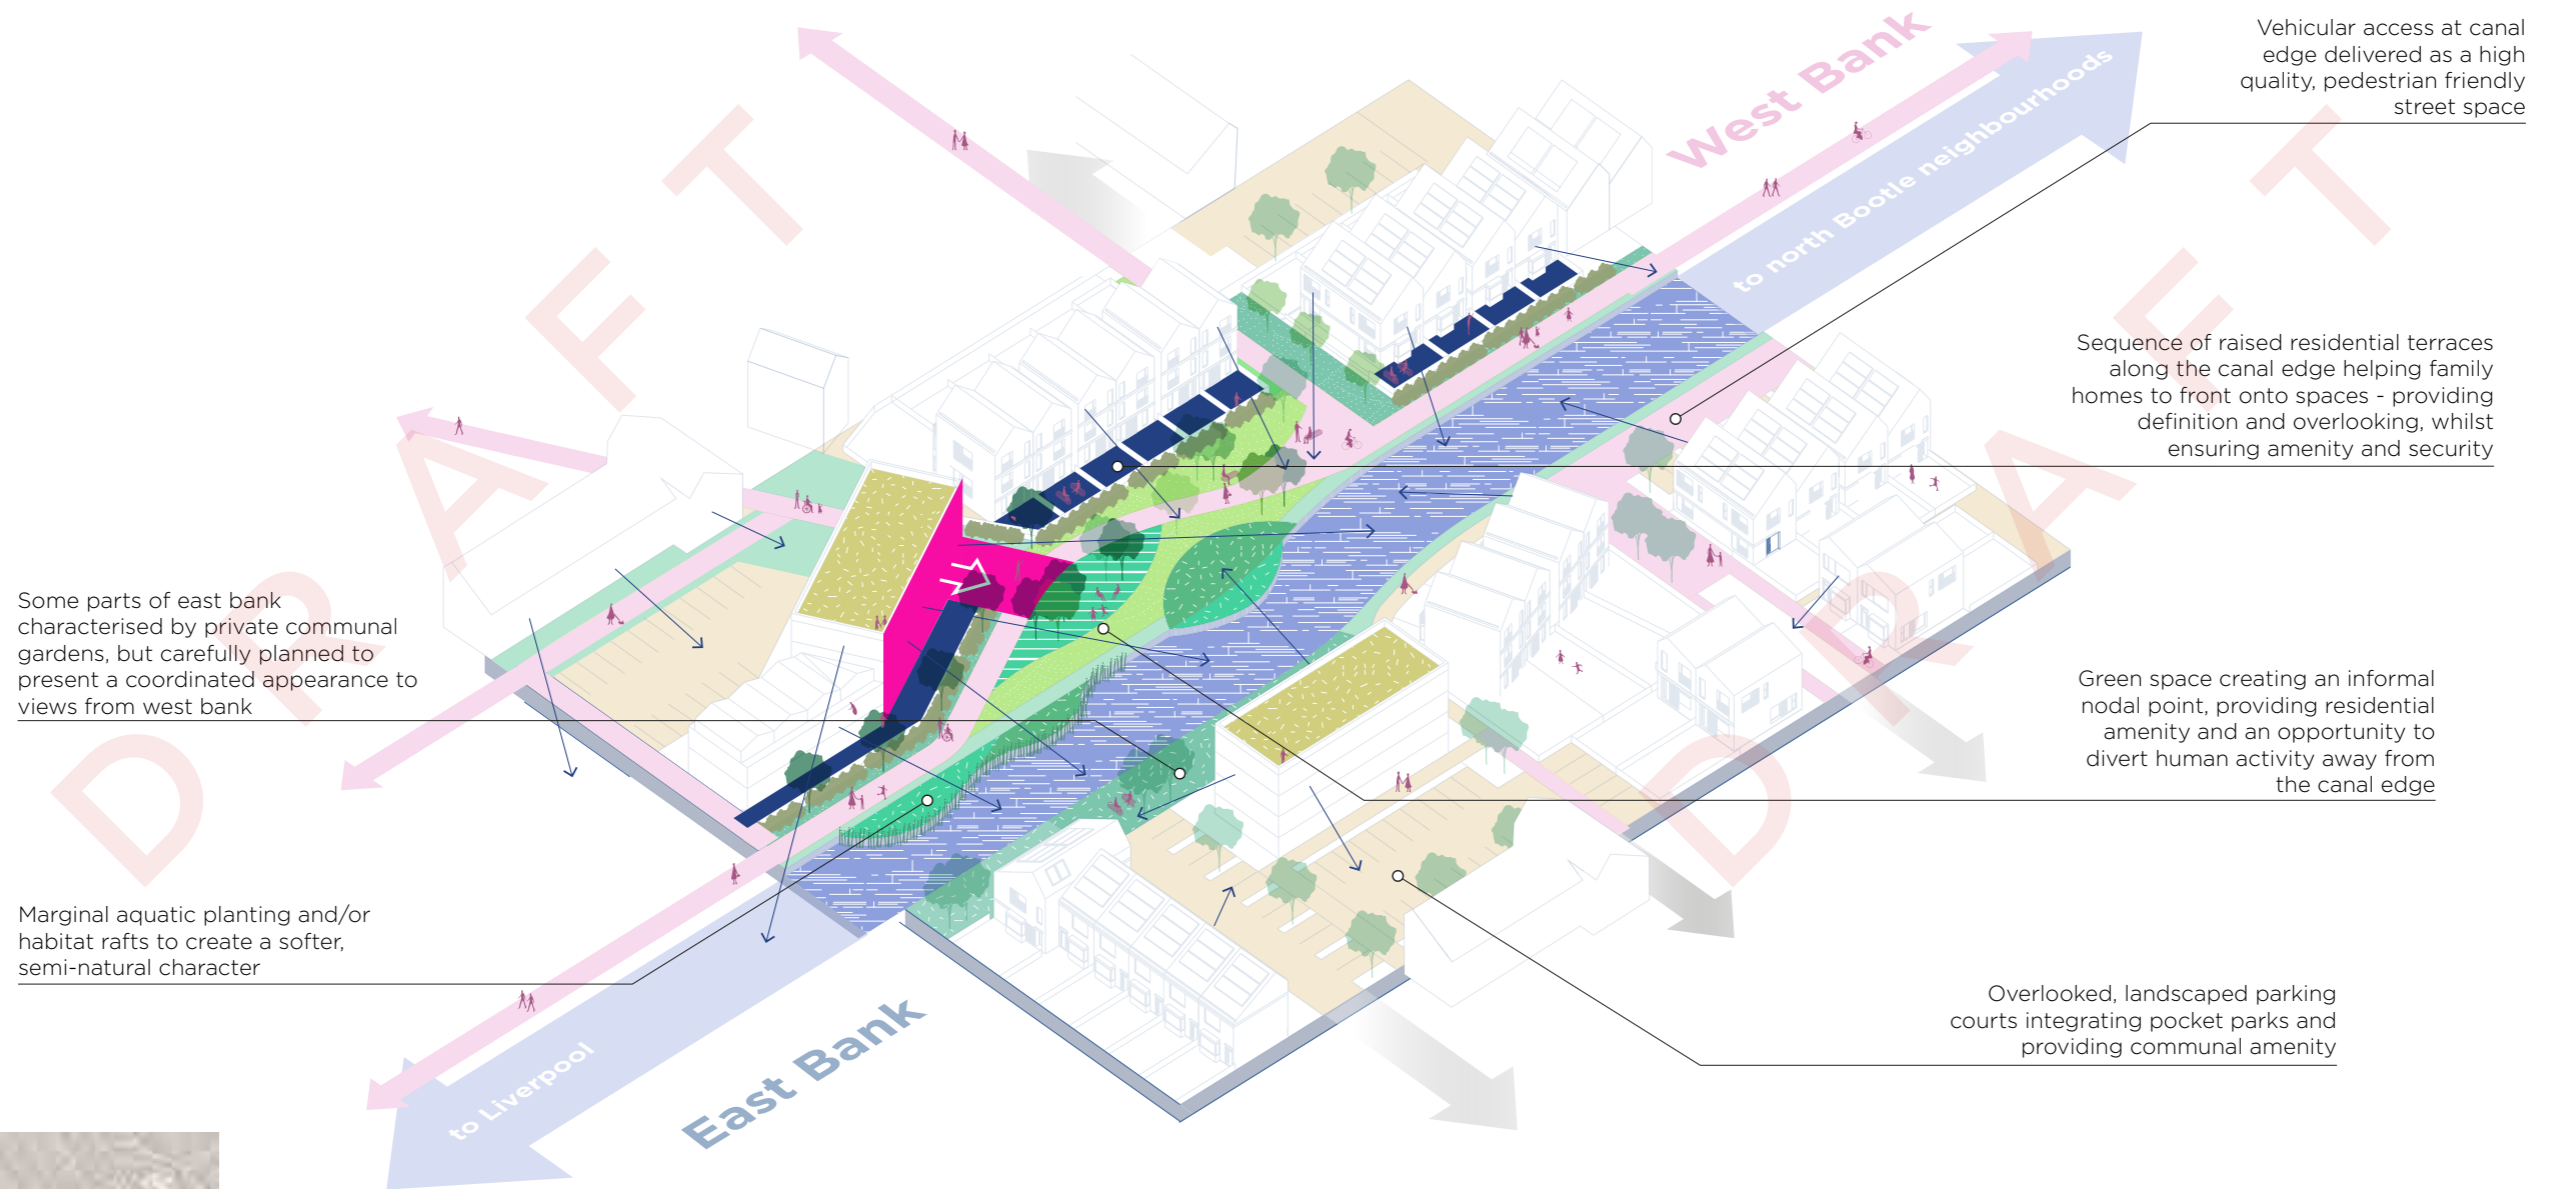 Vehicular access at canal
edge delivered as a high
quality, pedestrian friendly
street space
West Bank
to north Bootle neighbourhoods
Sequence of raised residential terraces
along the canal edge helping family
homes to front onto spaces - providing
definition and overlooking, whilst
ensuring amenity and security
Some parts of east bank
characterised by private communal
gardens, but carefully planned to
present a coordinated appearance to
views from west bank
Green space creating an informal
nodal point, providing residential
amenity and an opportunity to
divert human activity away from
the canal edge
Marginal aquatic planting and/or
habitat rafts to create a softer,
semi-natural character
Overlooked, landscaped parking
courts integrating pocket parks and
providing communal amenity
East Bank
to Liverpool
DRAFT
DRAFT